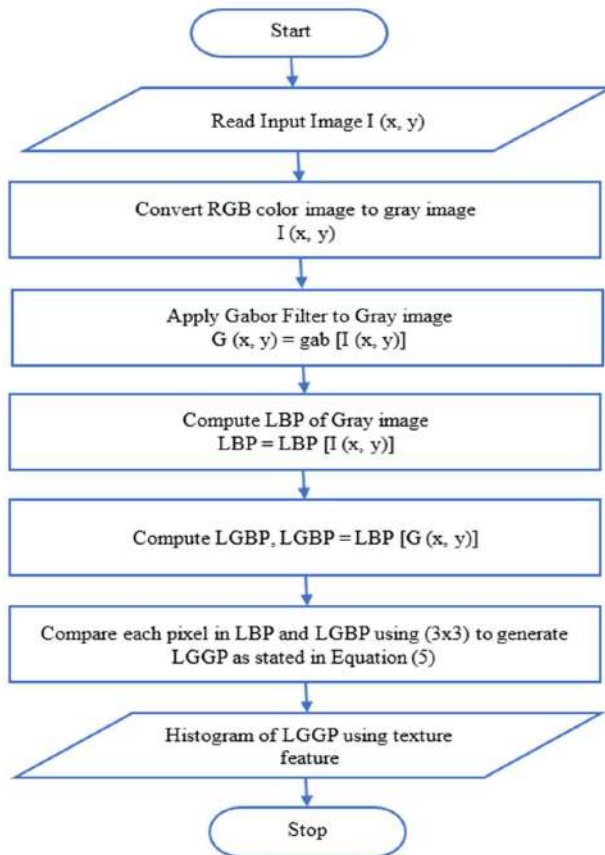 Start
Read Input Image I (x, y)
Convert RGB color image to gray image
I (x, y)
Apply Gabor Filter to Gray image
G (x, y) = gab [I (x, y)]
Compute LBP of Gray image
LBP = LBP [I (x, y)]
Compute LGBP, LGBP = LBP [G (x, y)]
Compare each pixel in LBP and LGBP using (3x3) to generate
LGGP as stated in Equation (5)
Histogram of LGGP using texture
feature
Stop